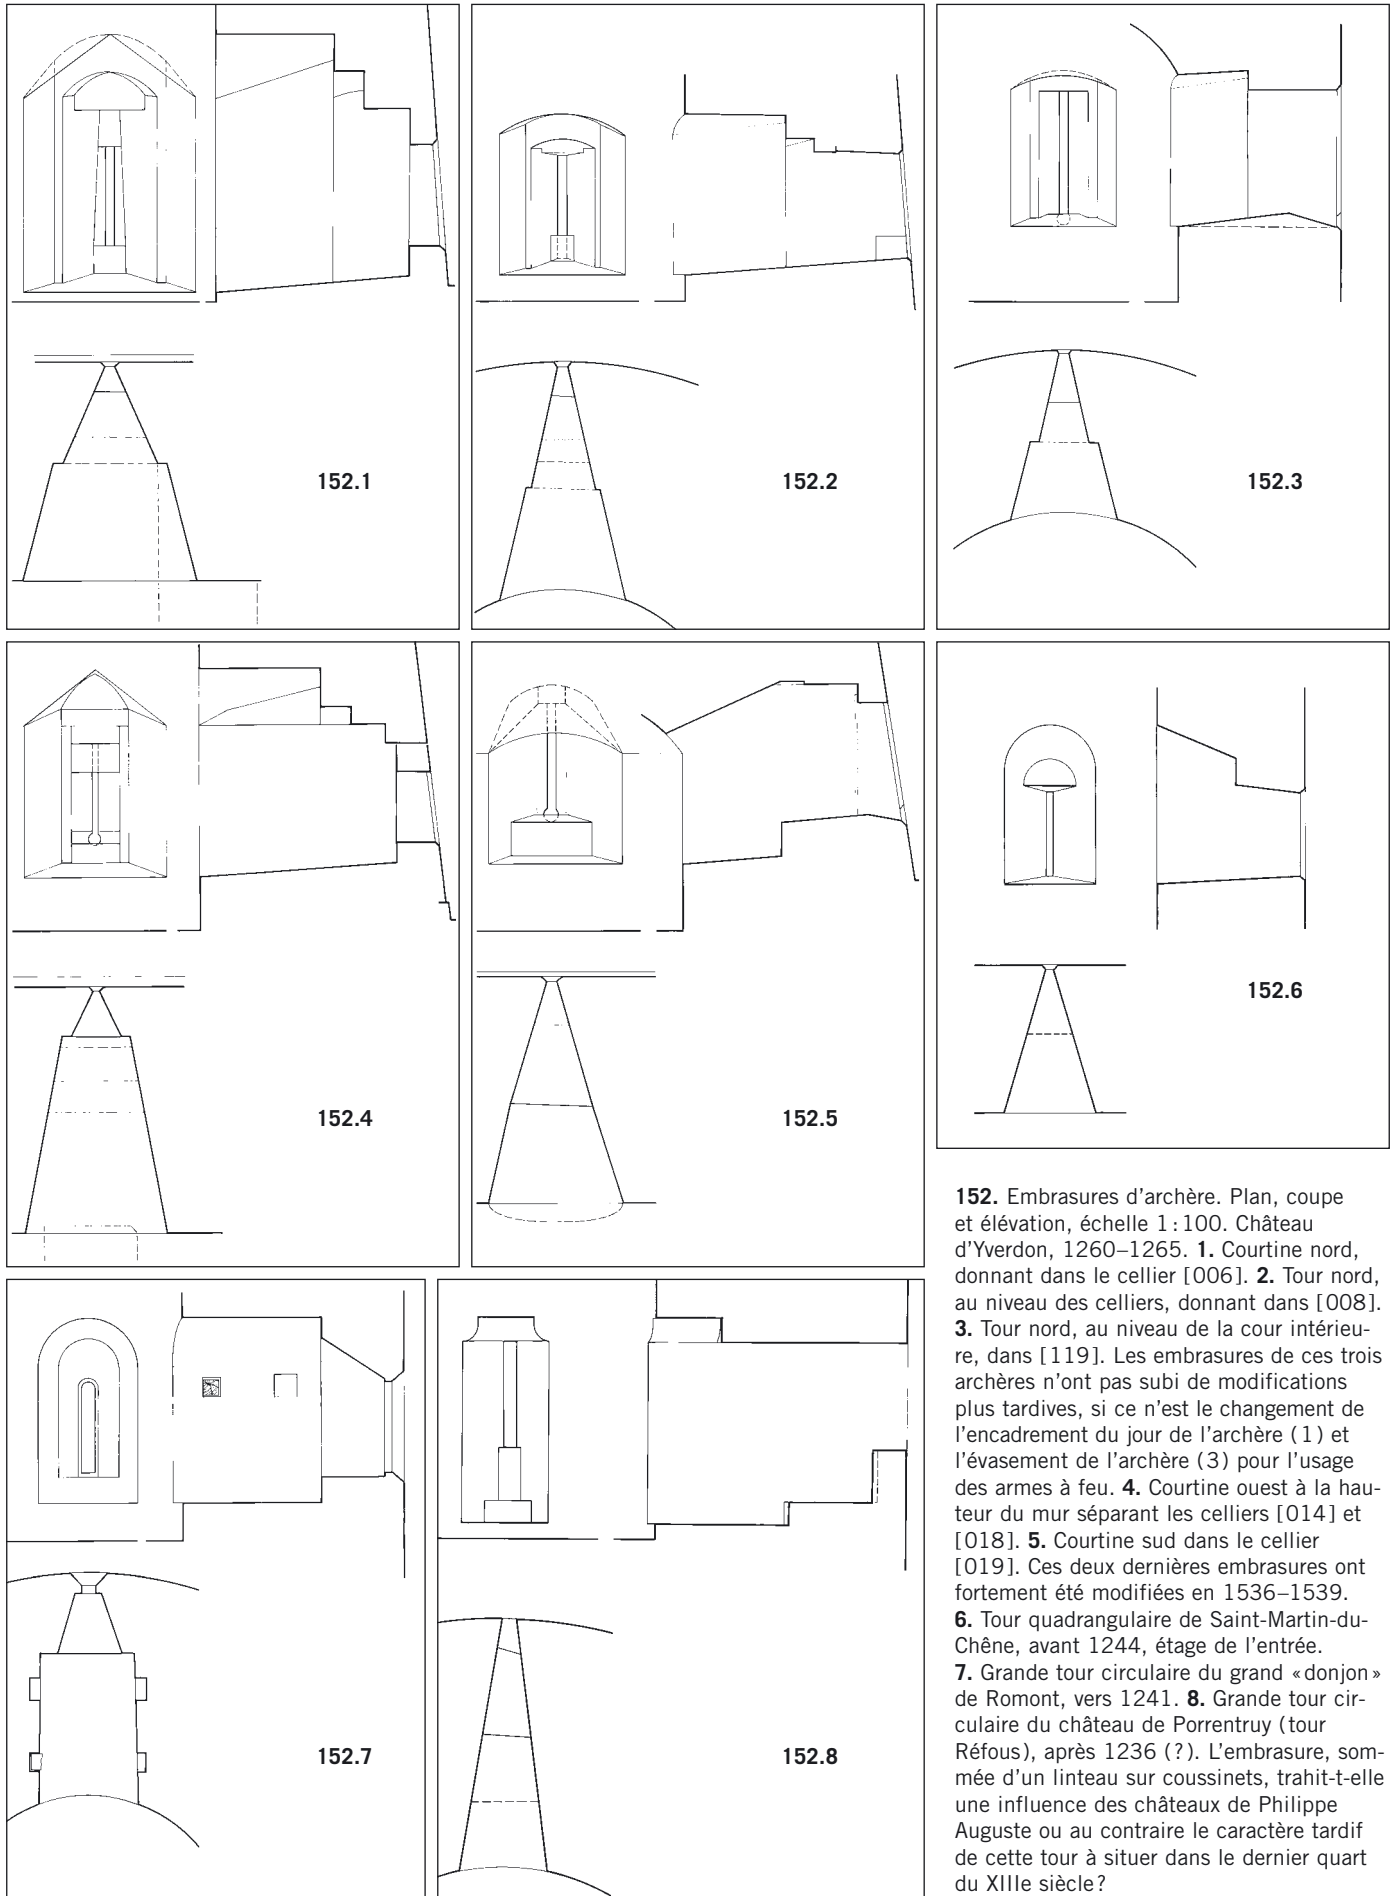 152.1
152.2
152.3
152.4
152.5
152.6
152.7
152.8
152. Embrasures d'archère. Plan, coupe
et élévation, échelle 1:100. Château
d'Yverdon, 1260–1265. 1. Courtine nord,
donnant dans le cellier [006]. 2. Tour nord,
au niveau des celliers, donnant dans [008].
3. Tour nord, au niveau de la cour intérieu-
re, dans [119]. Les embrasures de ces trois
archères n'ont pas subi de modifications
plus tardives, si ce n'est le changement de
l'encadrement du jour de l'archère (1) et
l'évasement de l'archère (3) pour l'usage
des armes à feu. 4. Courtine ouest à la hau-
teur du mur séparant les celliers [014] et
[018]. 5. Courtine sud dans le cellier
[019]. Ces deux dernières embrasures ont
fortement été modifiées en 1536–1539.
6. Tour quadrangulaire de Saint-Martin-du-
Chêne, avant 1244, étage de l'entrée.
7. Grande tour circulaire du grand «donjon»
de Romont, vers 1241. 8. Grande tour cir-
culaire du château de Porrentruy (tour
Réfous), après 1236 (?). L'embrasure, som-
mée d'un linteau sur coussinets, trahit-t-elle
une influence des châteaux de Philippe
Auguste ou au contraire le caractère tardif
de cette tour à situer dans le dernier quart
du XIIIe siècle?